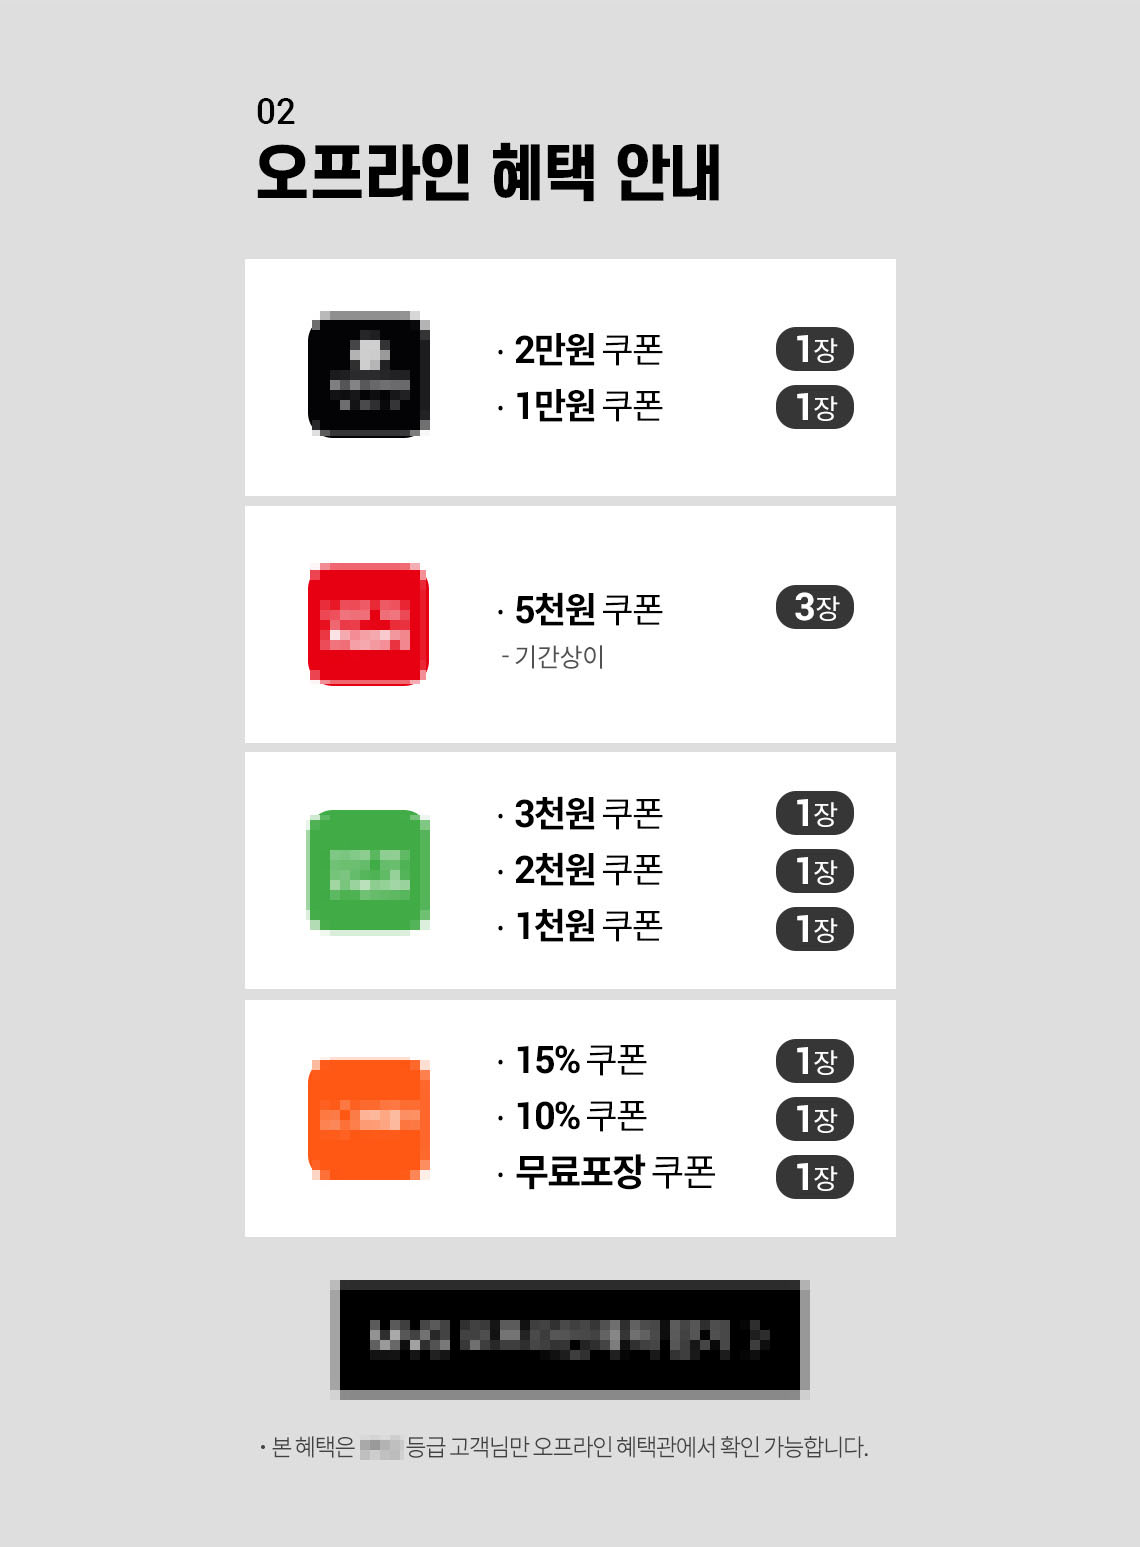 02
오프라인 혜택 안내
· 2만원 쿠폰 1장
· 1만원 쿠폰 1장
· 5천원 쿠폰 3장
- 기간상이
· 3천원 쿠폰 1장
· 2천원 쿠폰 1장
· 1천원 쿠폰 1장
· 15% 쿠폰 1장
· 10% 쿠폰 1장
· 무료포장 쿠폰 1장
· 본 혜택은 등급 고객님만 오프라인 혜택관에서 확인 가능합니다.